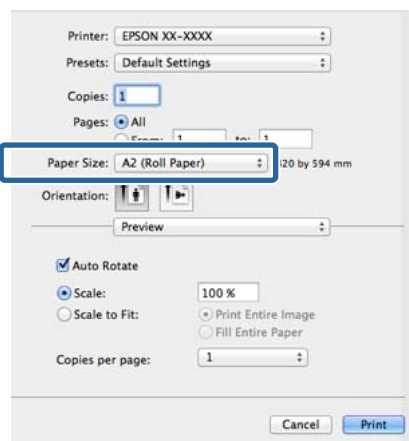 Printer: EPSON XX-XXXX
Presets: Default Settings
Copies: 1
Pages: All
From: 1 to: 1
Paper Size: A2 (Roll Paper) 420 by 594 mm
Orientation:
Preview
Auto Rotate
Scale: 100 %
Scale to Fit: Print Entire Image
Fill Entire Paper
Copies per page: 1
Cancel Print